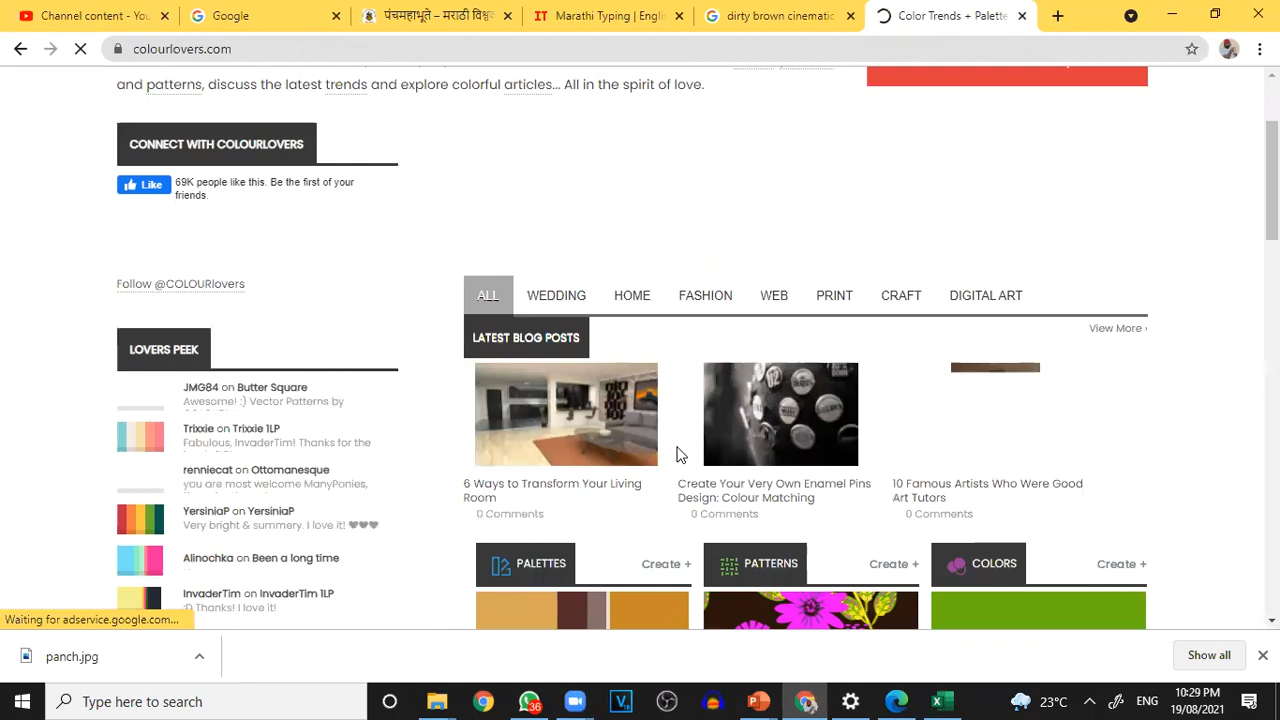 Channel content - You
Google
पंचमहाभूते – मराठी विश्व
Marathi Typing | Englis
dirty brown cinematic
Color Trends + Palette
colourlovers.com
and patterns, discuss the latest trends and explore colorful articles... All in the spirit of love.
CONNECT WITH COLOURLOVERS
Like
69K people like this. Be the first of your
friends.
Follow @COLOURlovers
ALL WEDDING HOME FASHION WEB PRINT CRAFT DIGITAL ART
LATEST BLOG POSTS
View More ›
LOVERS PEEK
JMG84 on Butter Square
Awesome! :) Vector Patterns by
Trixxie on Trixxie 1LP
Fabulous, InvaderTim! Thanks for the
renniecat on Ottomanesque
you are most welcome ManyPonies,
YersiniaP on YersiniaP
Very bright & summery. I love it! ♥♥♥
Alinochka on Been a long time
InvaderTim on InvaderTim 1LP
:D Thanks! I love it!
6 Ways to Transform Your Living
Room
0 Comments
Create Your Very Own Enamel Pins
Design: Colour Matching
0 Comments
10 Famous Artists Who Were Good
Art Tutors
0 Comments
PALETTES Create +
PATTERNS Create +
COLORS Create +
Waiting for adservice.google.com...
panch.jpg
Show all
Type here to search
36
23°C
ENG
10:29 PM
19/08/2021